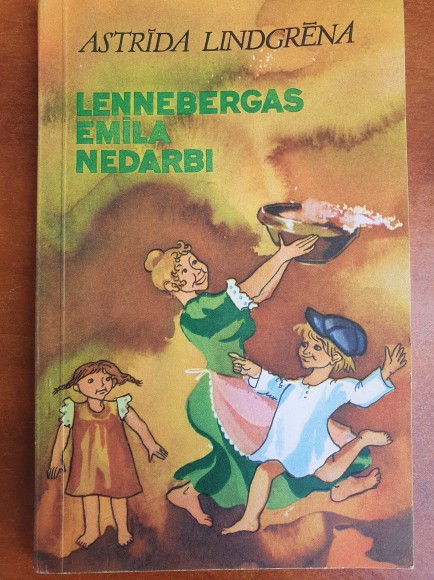 ASTRĪDA LINDGRĒNA
LENNEBERGAS
EMĪLA
NEDARBI